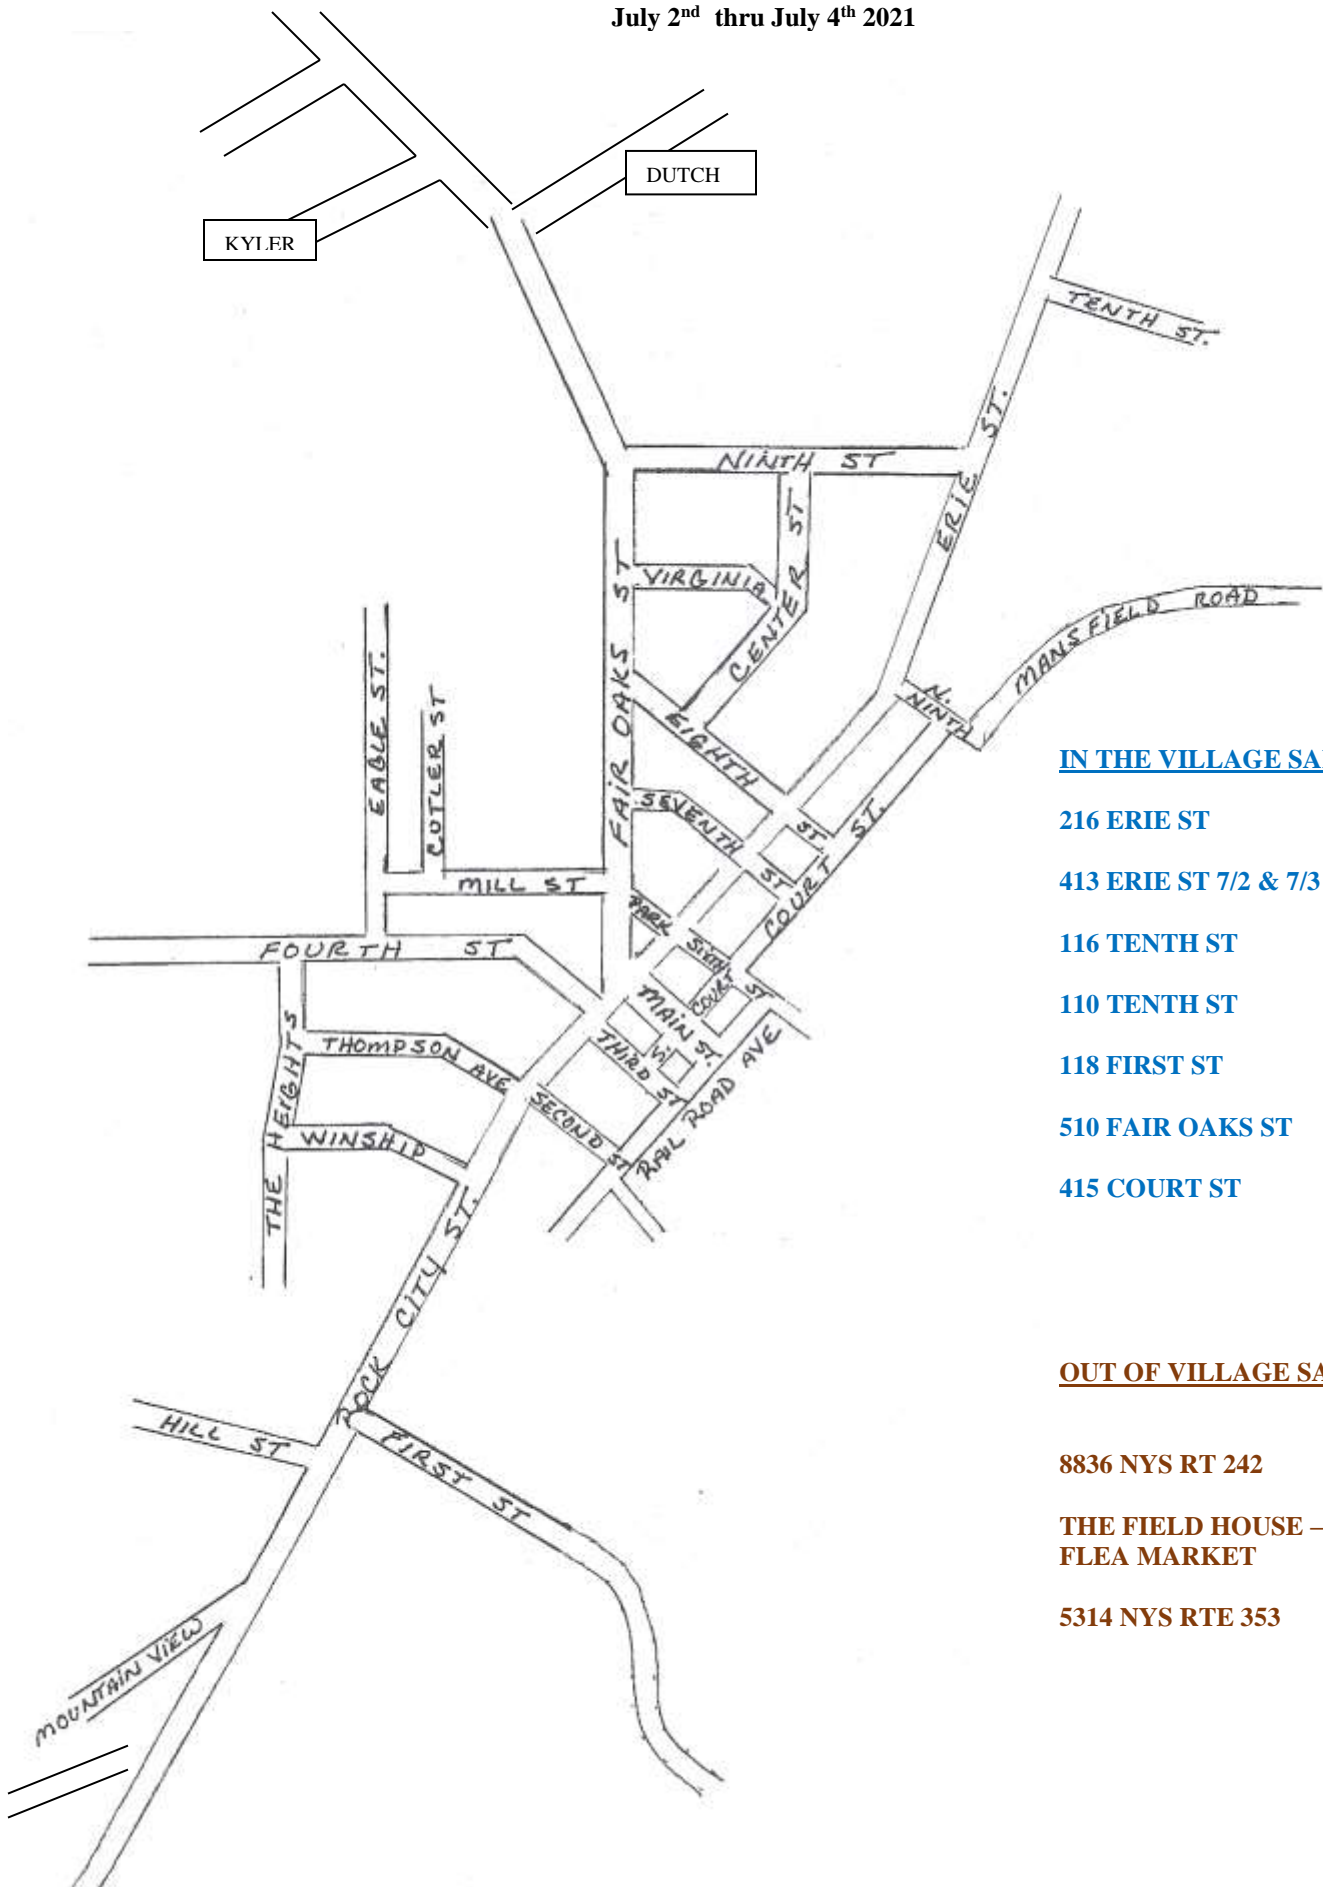 July 2nd thru July 4th 2021
DUTCH
KYLER
TENTH ST.
NINTH ST
ERIE ST.
CENTER ST
VIRGINIA
MANSFIELD ROAD
FAIR OAKS ST
EAGLE ST.
CUTLER ST
N. NINTH
EIGHTH ST
SEVENTH ST
COURT ST.
MILL ST
PARK
SIXTH ST
FOURTH ST
COURT
MAIN ST.
THE HEIGHTS
THOMPSON AVE
THIRD ST
Vi
RAIL ROAD AVE
SECOND ST
WINSHIP
ROCK CITY ST.
HILL ST
FIRST ST
MOUNTAIN VIEW
IN THE VILLAGE SA
216 ERIE ST
413 ERIE ST 7/2 & 7/3
116 TENTH ST
110 TENTH ST
118 FIRST ST
510 FAIR OAKS ST
415 COURT ST
OUT OF VILLAGE SA
8836 NYS RT 242
THE FIELD HOUSE –
FLEA MARKET
5314 NYS RTE 353